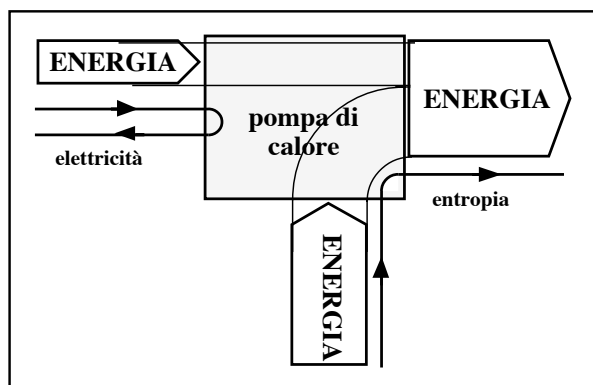 ENERGIA
ENERGIA
pompa di
calore
elettricità
entropia
ENERGIA